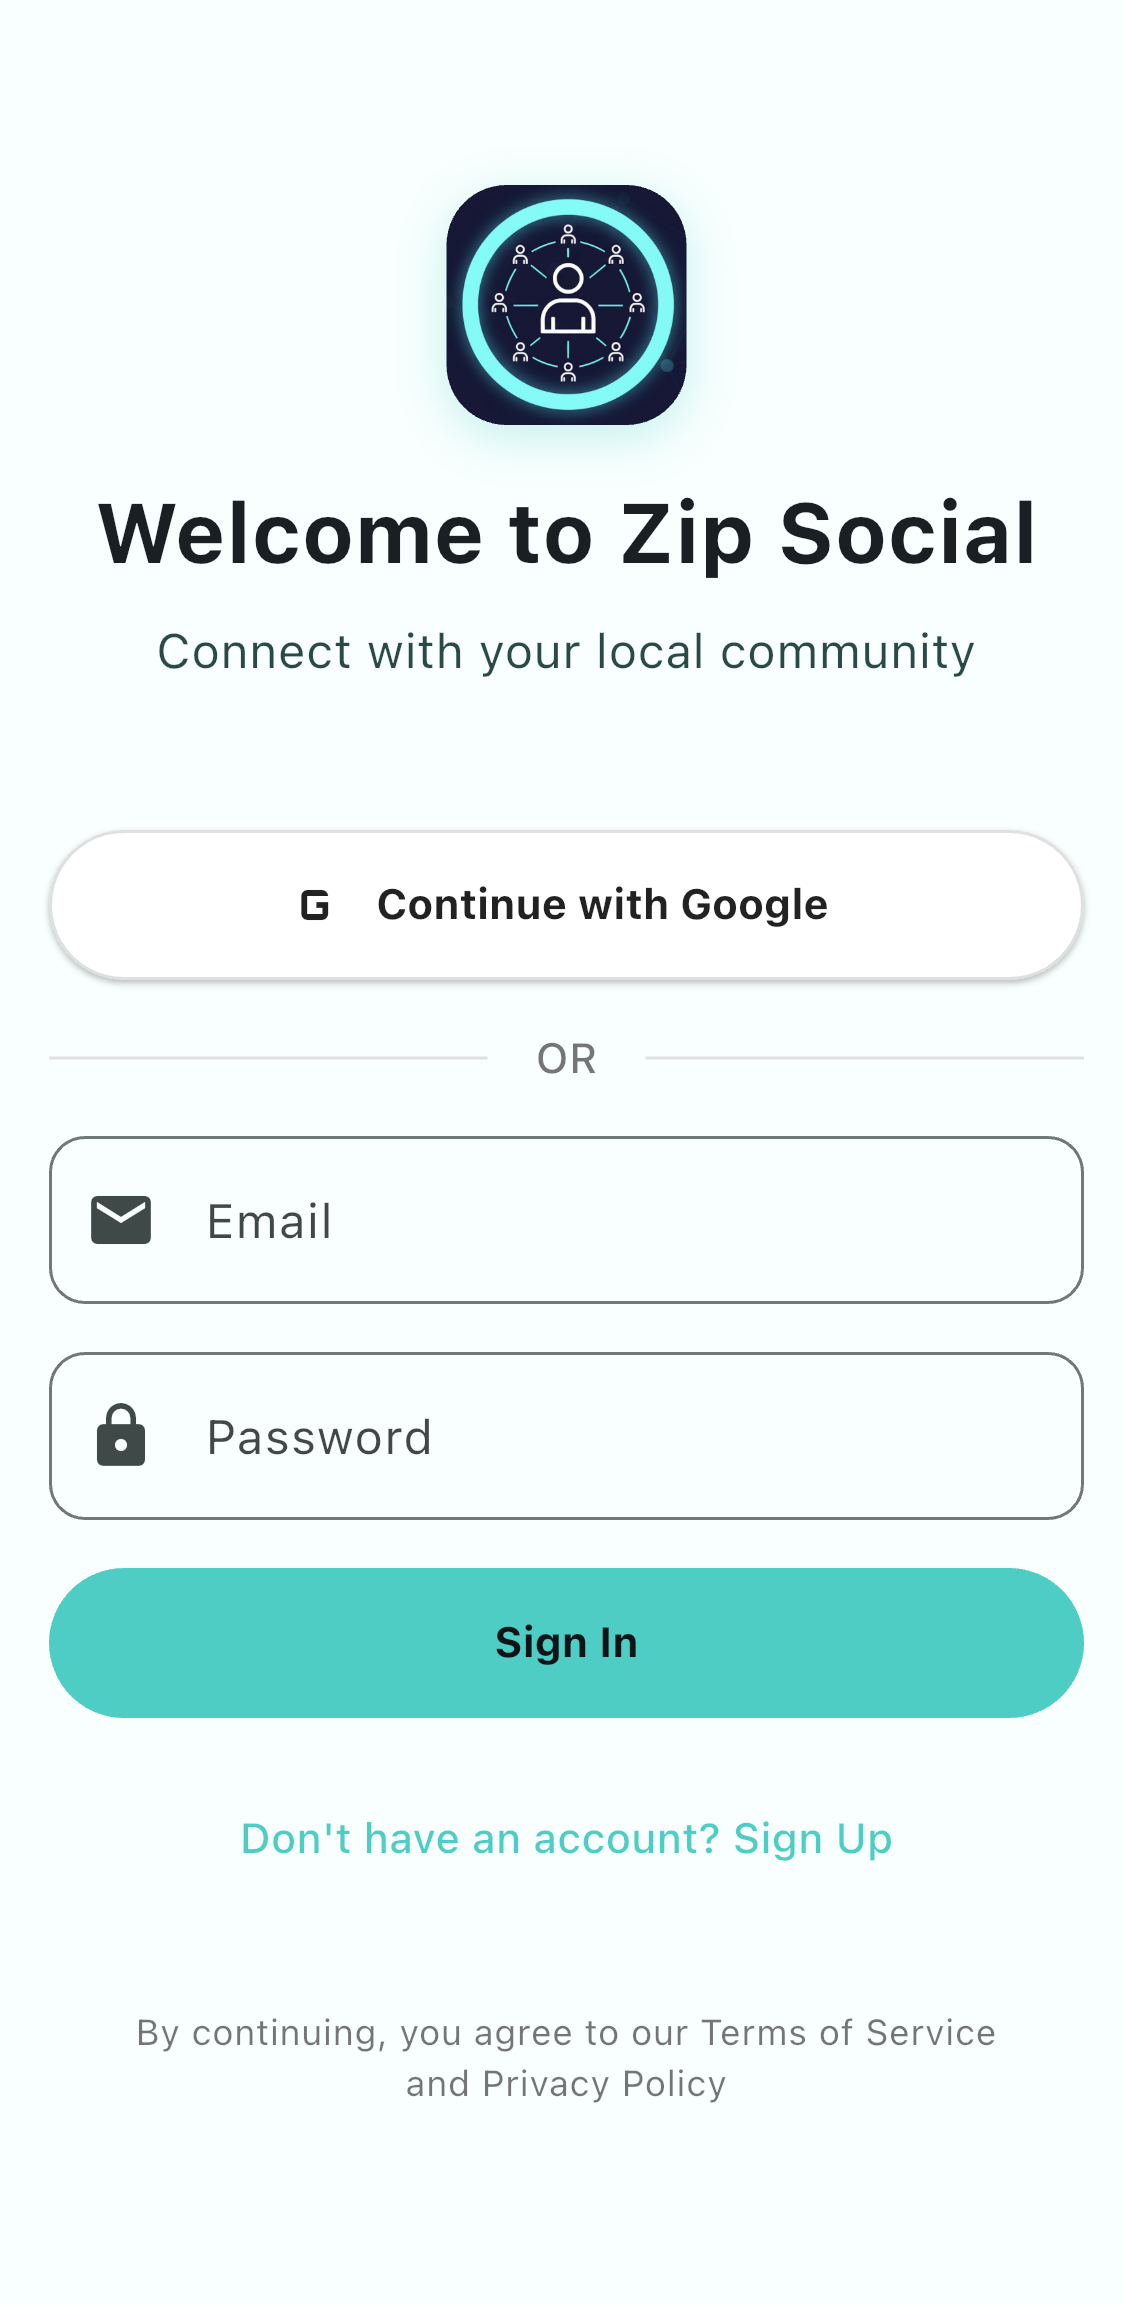 Welcome to Zip Social
Connect with your local community
G Continue with Google
OR
Email
Password
Sign In
Don't have an account? Sign Up
By continuing, you agree to our Terms of Service
and Privacy Policy